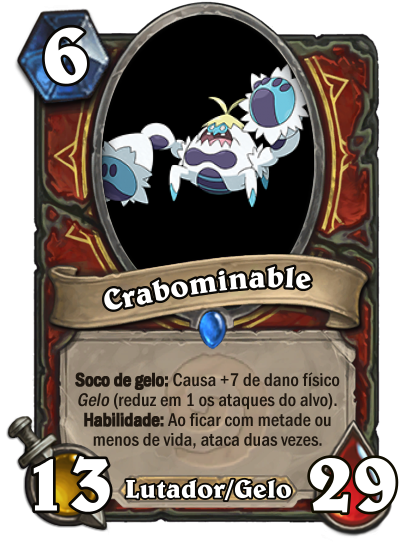 6
Crabominable
Soco de gelo: Causa +7 de dano físico
Gelo (reduz em 1 os ataques do alvo).
Habilidade: Ao ficar com metade ou
menos de vida, ataca duas vezes.
13
Lutador/Gelo
29